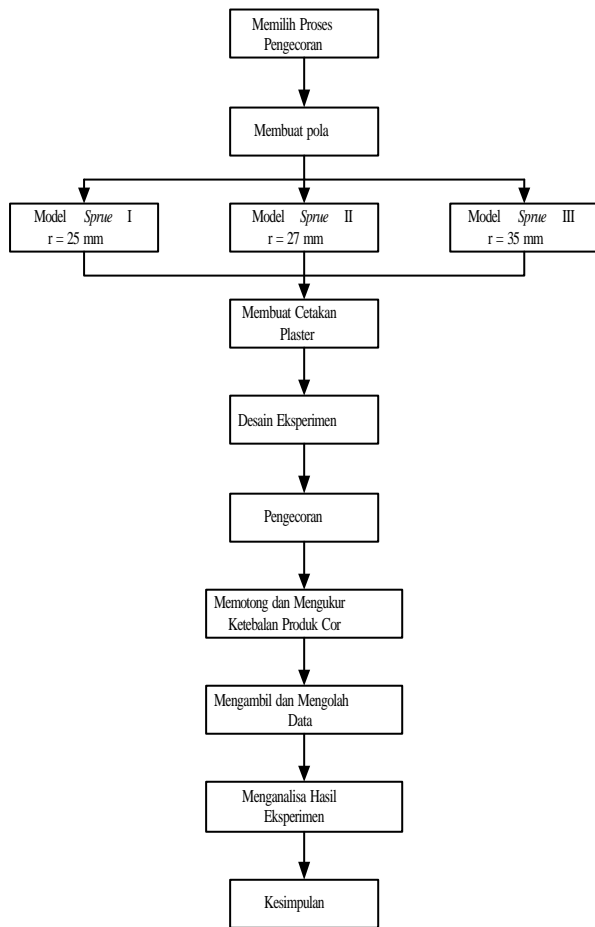 Memilih Proses
Pengecoran
Membuat pola
Model Sprue I
r = 25 mm
Model Sprue II
r = 27 mm
Model Sprue III
r = 35 mm
Membuat Cetakan
Plaster
Desain Eksperimen
Pengecoran
Memotong dan Mengukur
Ketebalan Produk Cor
Mengambil dan Mengolah
Data
Menganalisa Hasil
Eksperimen
Kesimpulan